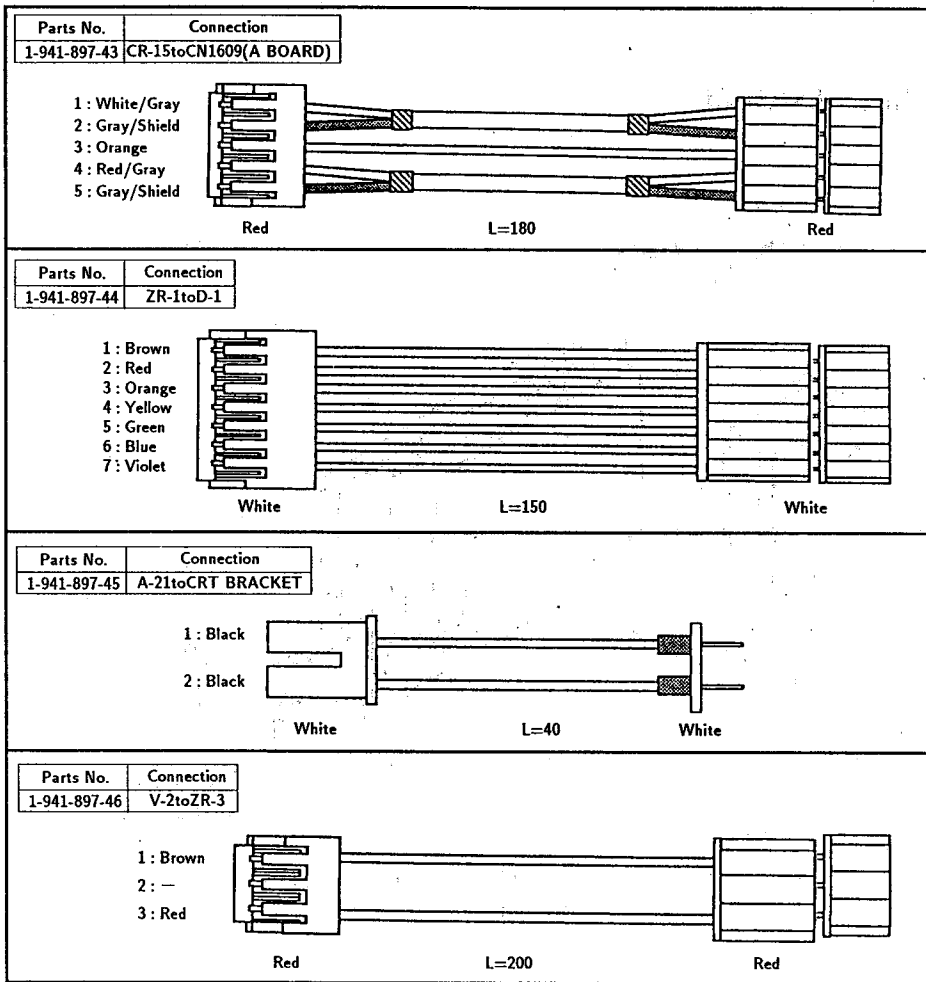 Parts No. Connection
1-941-897-43 CR-15toCN1609(A BOARD)
1 : White/Gray
2 : Gray/Shield
3 : Orange
4 : Red/Gray
5 : Gray/Shield
Red L=180 Red
Parts No. Connection
1-941-897-44 ZR-1toD-1
1 : Brown
2 : Red
3 : Orange
4 : Yellow
5 : Green
6 : Blue
7 : Violet
White L=150 White
Parts No. Connection
1-941-897-45 A-21toCRT BRACKET
1 : Black
2 : Black
White L=40 White
Parts No. Connection
1-941-897-46 V-2toZR-3
1 : Brown
2 : —
3 : Red
Red L=200 Red